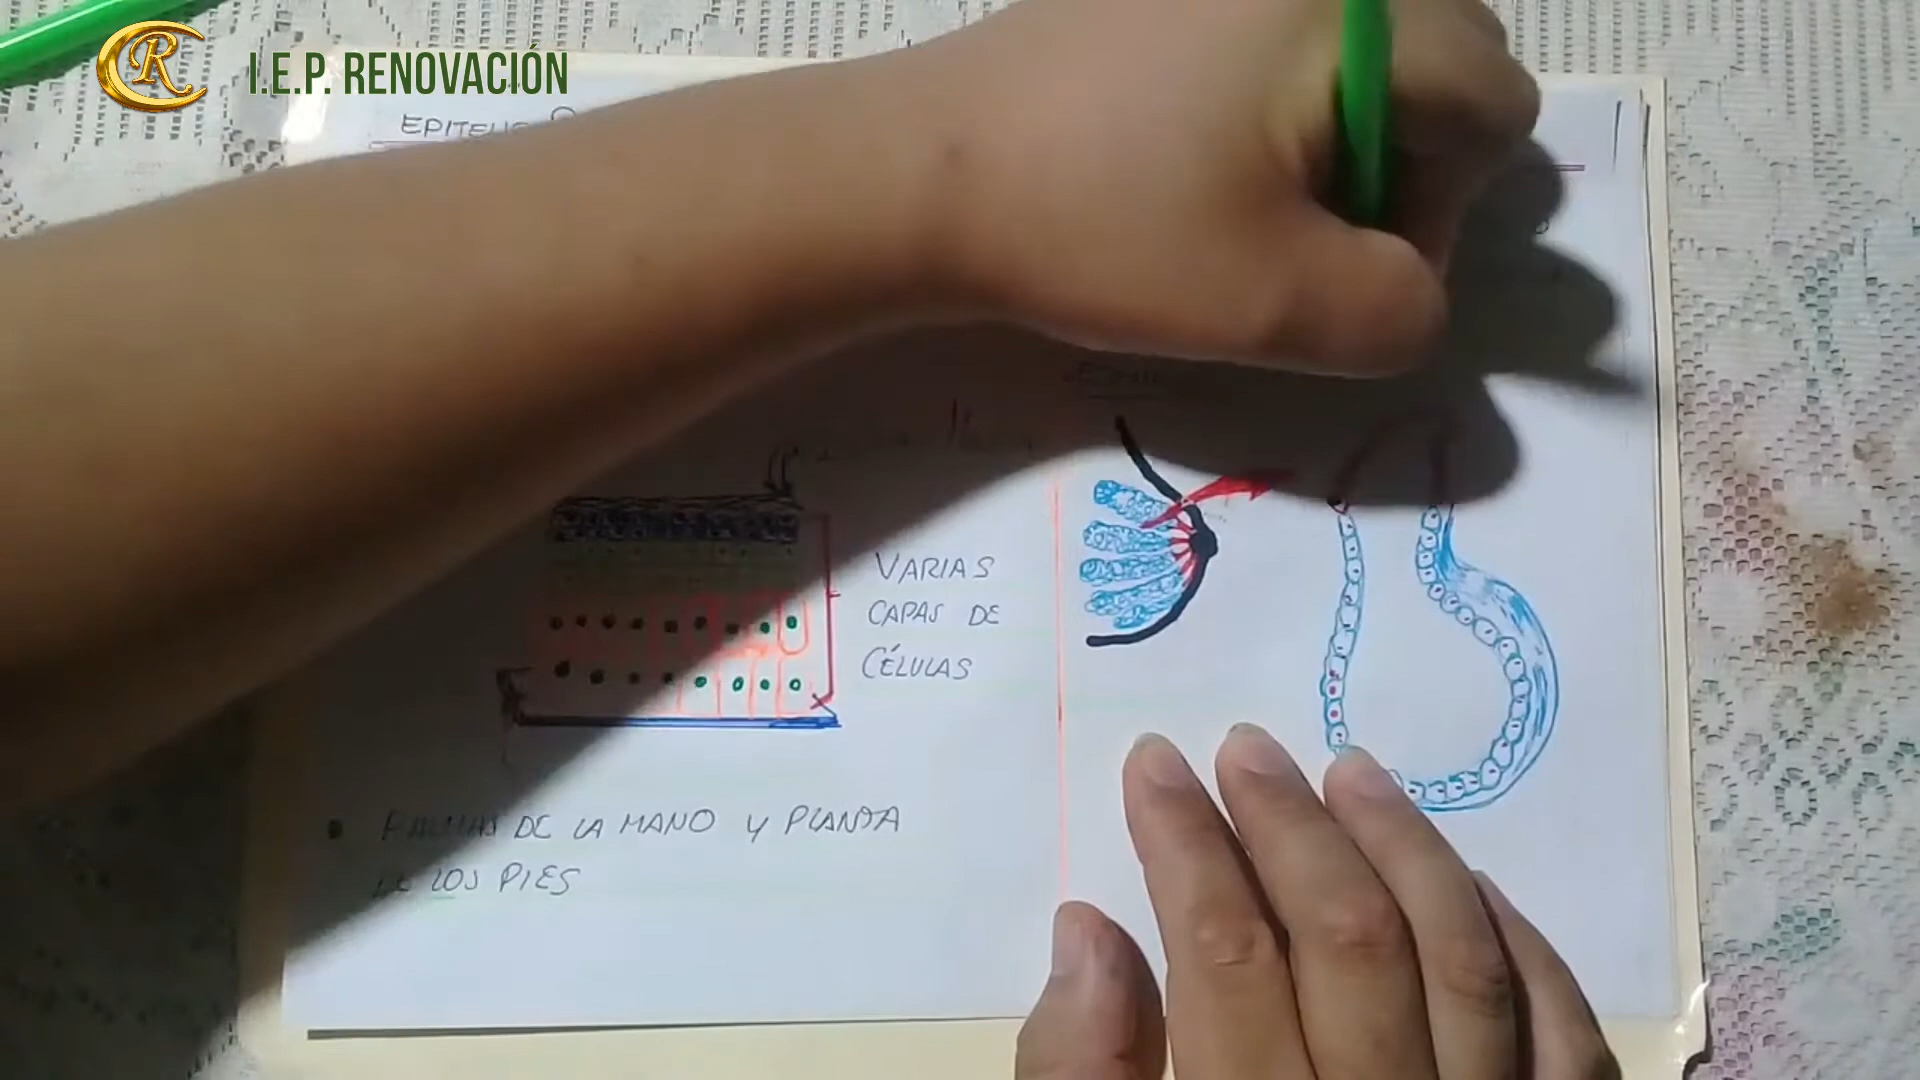 I.E.P. RENOVACIÓN
VARIAS
CAPAS DE
CÉLULAS
PALMAS DE LA MANO Y PLANTA
DE LOS PIES